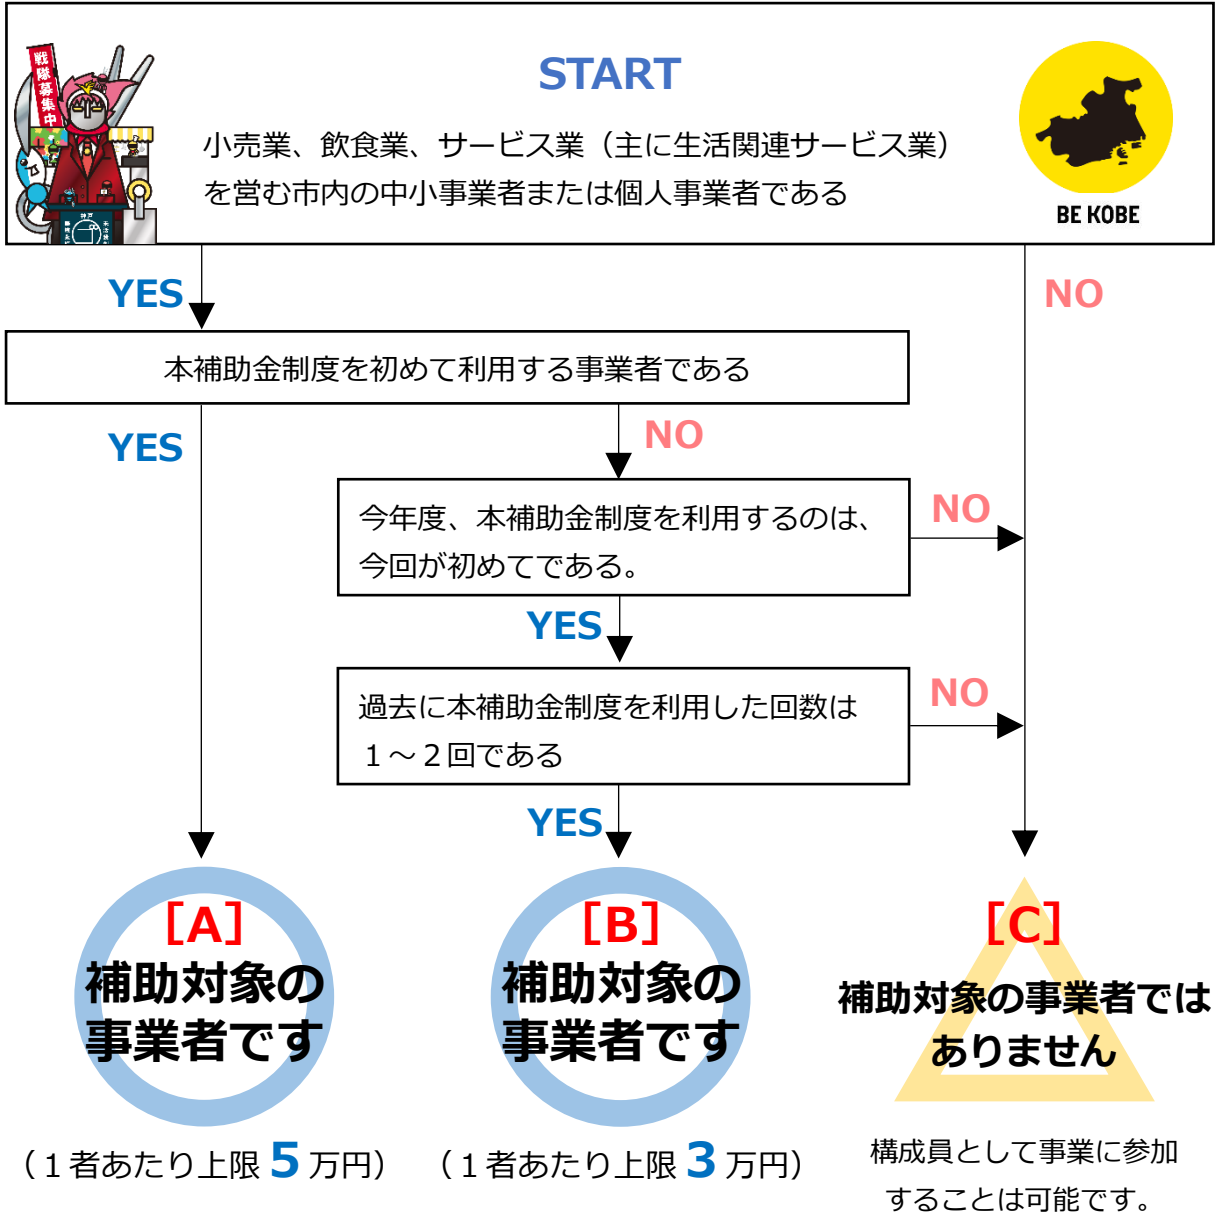 戦隊募集中
START
小売業、飲食業、サービス業（主に生活関連サービス業）
を営む市内の中小事業者または個人事業者である
BE KOBE
神戸
YES
NO
本補助金制度を初めて利用する事業者である
YES
NO
今年度、本補助金制度を利用するのは、
今回が初めてである。
NO
YES
過去に本補助金制度を利用した回数は
１～２回である
NO
YES
［A］
補助対象の
事業者です
（１者あたり上限 5 万円）
［B］
補助対象の
事業者です
（１者あたり上限 3 万円）
［C］
補助対象の事業者では
ありません
構成員として事業に参加
することは可能です。